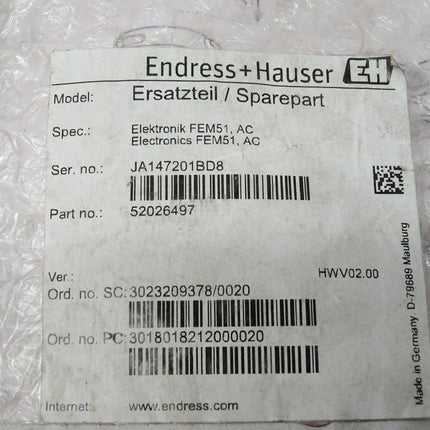 Endress+Hauser EH
Model: Ersatzteil / Sparepart
Spec.: Elektronik FEM51, AC
Electronics FEM51, AC
Ser. no.: JA147201BD8
Part no.: 52026497
Ver.: HWV02.00
Ord. no. SC: 3023209378/0020
Ord. no. PC: 3018018212000020
Internet: www.endress.com
Made in Germany D-79689 Maulburg